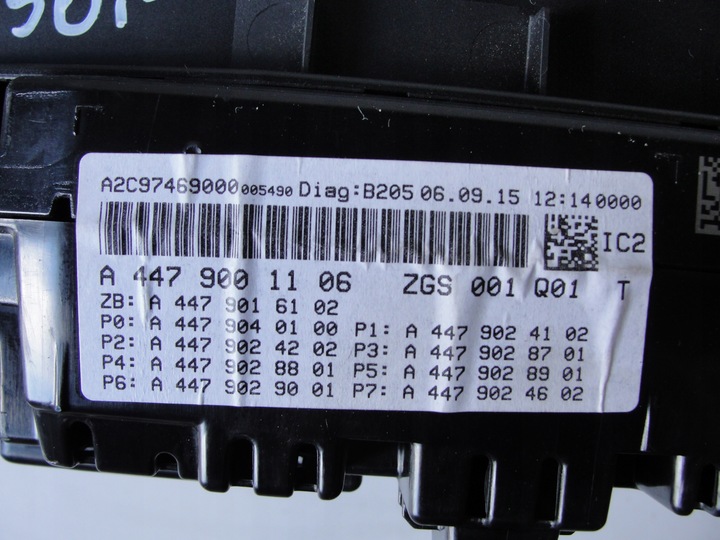 A2C97469000005490 Diag:B205 06.09.15 12:140000
IC2
A 447 900 11 06 ZGS 001 Q01 T
ZB: A 447 901 61 02
P0: A 447 904 01 00 P1: A 447 902 41 02
P2: A 447 902 42 02 P3: A 447 902 87 01
P4: A 447 902 88 01 P5: A 447 902 89 01
P6: A 447 902 90 01 P7: A 447 902 46 02